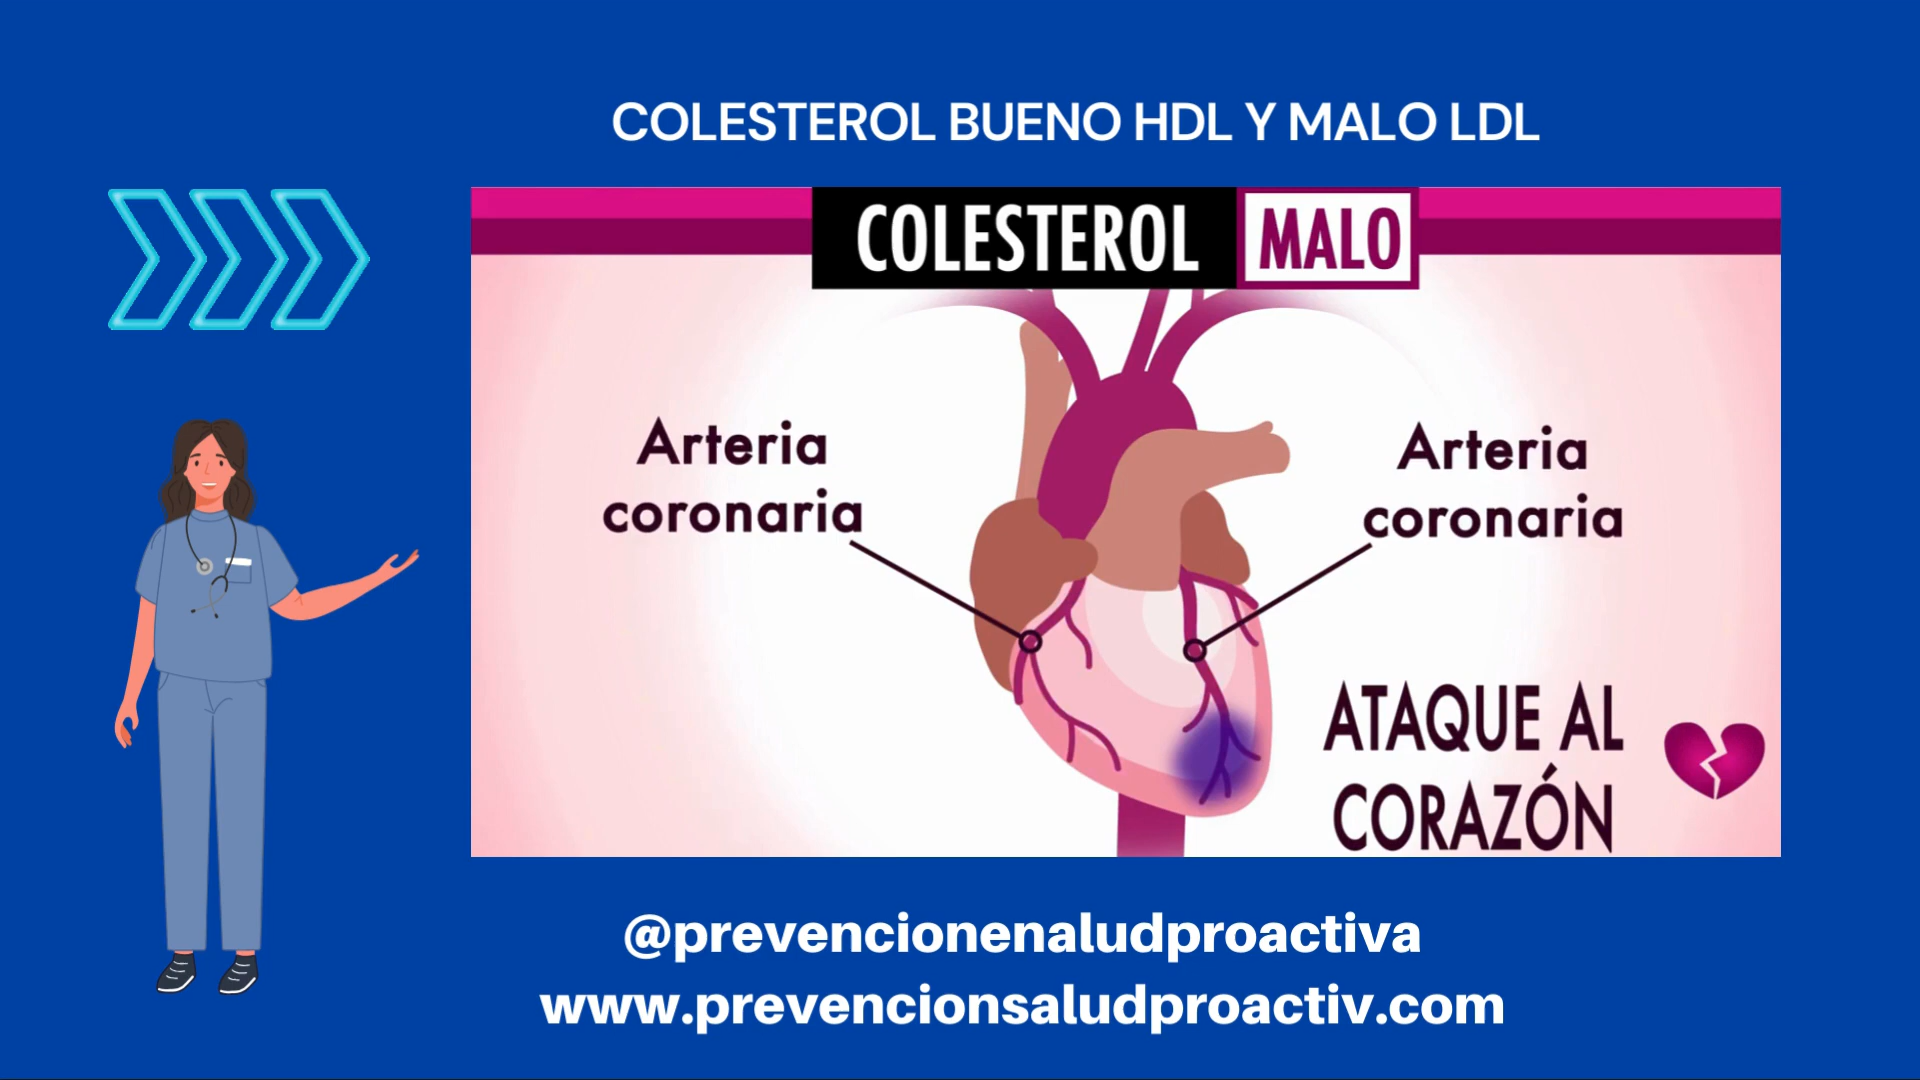 COLESTEROL BUENO HDL Y MALO LDL
COLESTEROL MALO
Arteria
coronaria
Arteria
coronaria
ATAQUE AL
CORAZÓN
@prevencionenaludproactiva
www.prevencionsaludproactiv.com